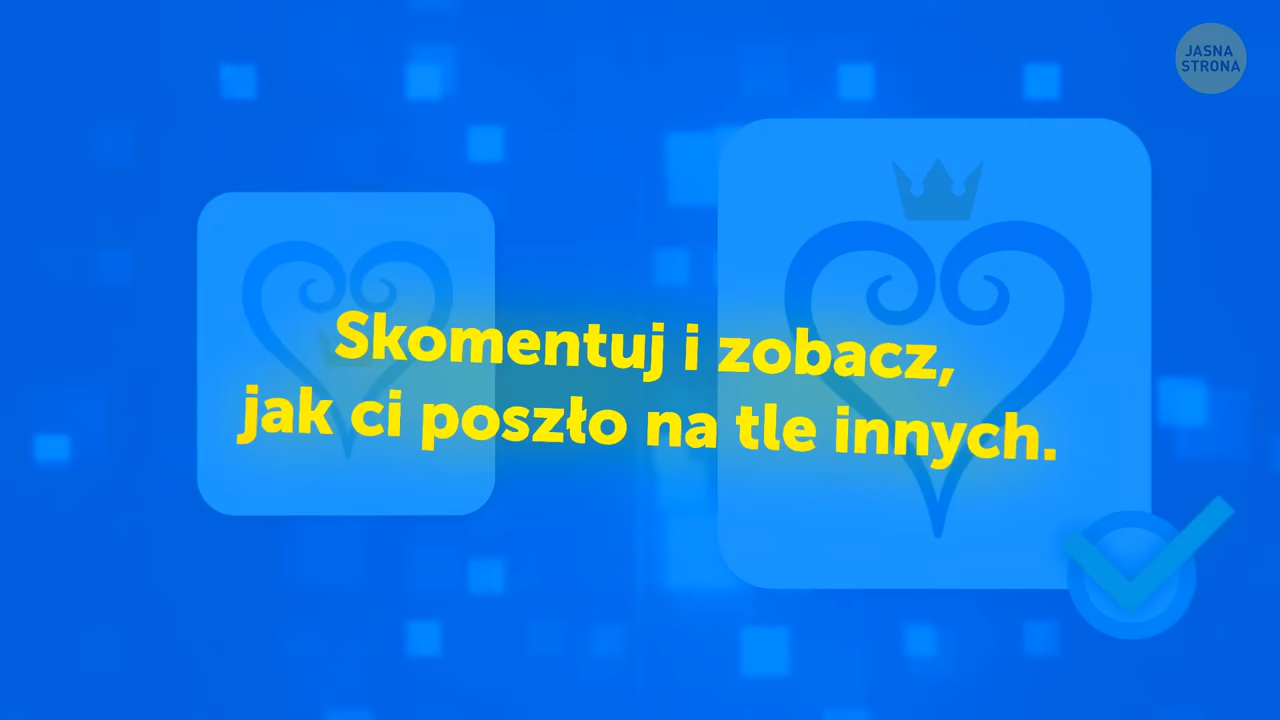 JASNA
STRONA
Skomentuj i zobacz,
jak ci poszło na tle innych.